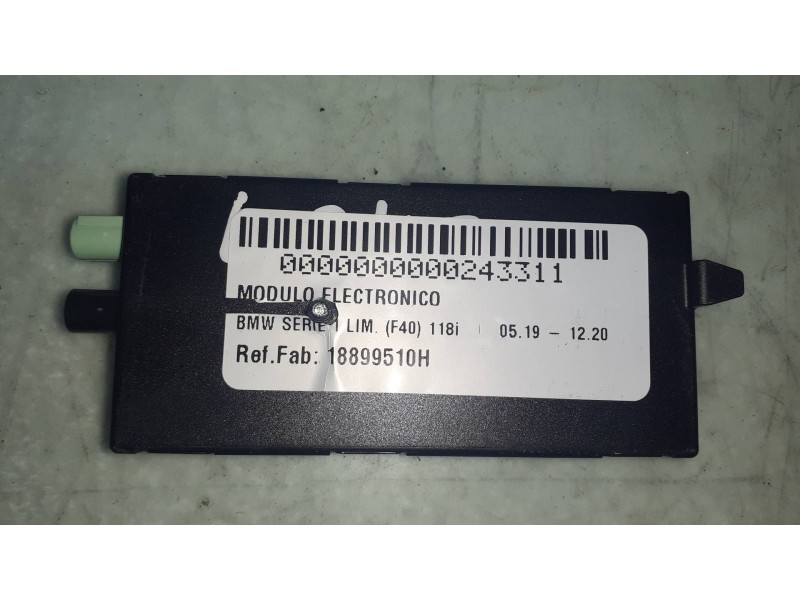 0000000000243311
MODULO ELECTRONICO
BMW SERIE 1 LIM. (F40) 118i | 05.19 – 12.20
Ref.Fab: 18899510H